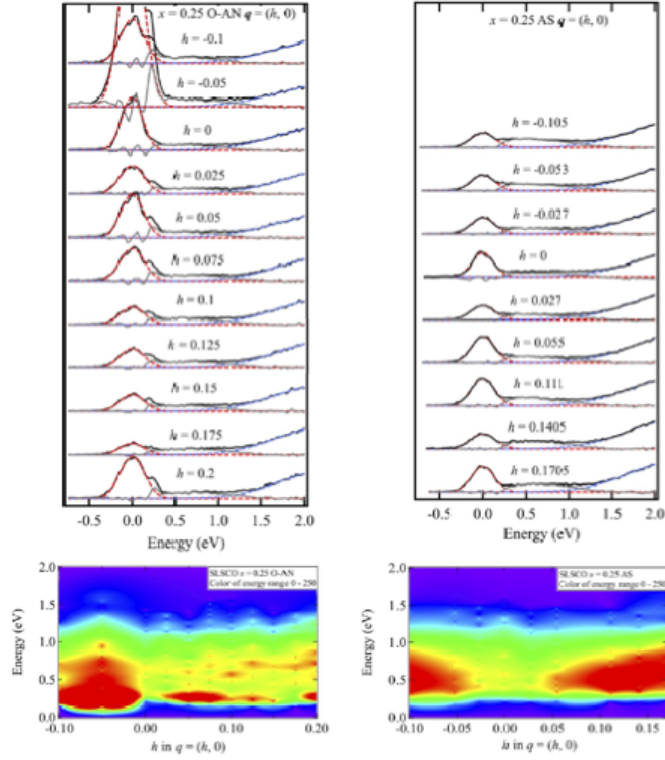 x = 0.25 O-AN q = (h, 0)
h = -0.1
h = -0.05
h = 0
h = 0.025
h = 0.05
h = 0.075
h = 0.1
h = 0.125
h = 0.15
h = 0.175
h = 0.2
-0.5 0.0 0.5 1.0 1.5 2.0
Energy (eV)
x = 0.25 AS q = (h, 0)
h = -0.105
h = -0.053
h = -0.027
h = 0
h = 0.027
h = 0.055
h = 0.111
h = 0.1405
h = 0.1705
-0.5 0.0 0.5 1.0 1.5 2.0
Energy (eV)
SLSCO x = 0.25 O-AN
Color of energy range 0 - 250
2.0
1.5
1.0
0.5
0.0
Energy (eV)
-0.10 0.00 0.10 0.20
h in q = (h, 0)
SLSCO x = 0.25 AS
Color of energy range 0 - 250
2.0
1.5
1.0
0.5
0.0
Energy (eV)
-0.10 -0.05 0.00 0.05 0.10 0.15
h in q = (h, 0)